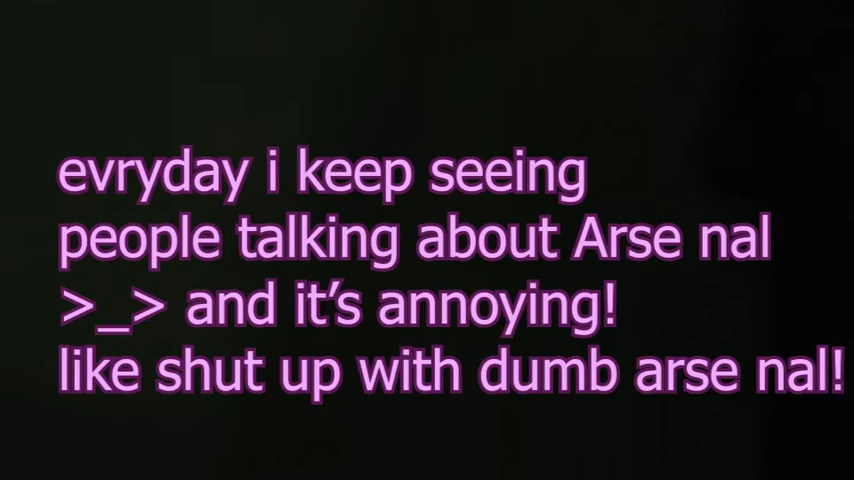 evryday i keep seeing
people talking about Arse nal
>_> and it’s annoying!
like shut up with dumb arse nal!